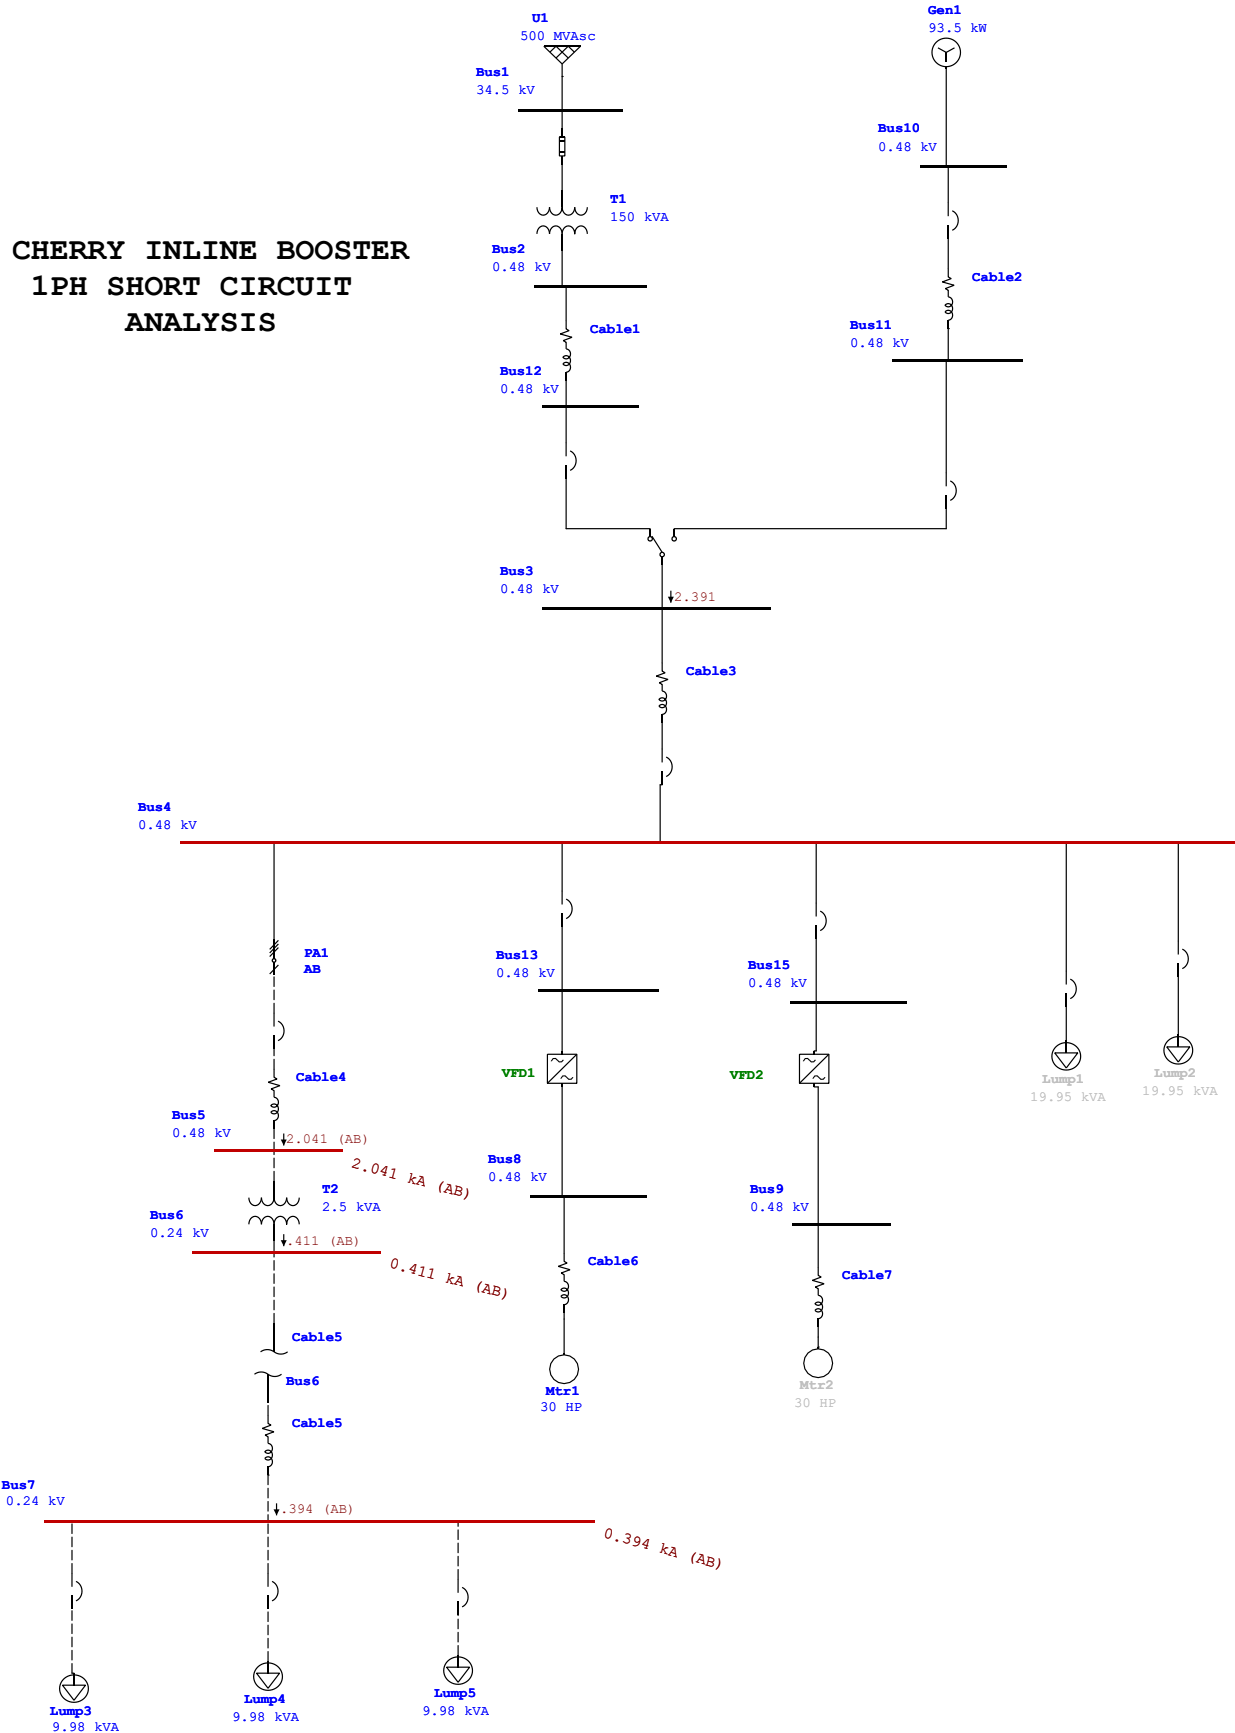 U1
500 MVAsc
Gen1
93.5 kW
Bus1
34.5 kV
Bus10
0.48 kV
T1
150 kVA
CHERRY INLINE BOOSTER
1PH SHORT CIRCUIT
ANALYSIS
Bus2
0.48 kV
Cable2
Cable1
Bus11
0.48 kV
Bus12
0.48 kV
Bus3
0.48 kV
2.391
Cable3
Bus4
0.48 kV
PA1
AB
Bus13
0.48 kV
Bus15
0.48 kV
VFD1
VFD2
Lump1
19.95 kVA
Lump2
19.95 kVA
Cable4
Bus5
0.48 kV
2.041 (AB)
2.041 kA (AB)
Bus8
0.48 kV
T2
2.5 kVA
Bus9
0.48 kV
Bus6
0.24 kV
.411 (AB)
0.411 kA (AB)
Cable6
Cable7
Cable5
Bus6
Cable5
Mtr1
30 HP
Mtr2
30 HP
Bus7
0.24 kV
.394 (AB)
0.394 kA (AB)
Lump3
9.98 kVA
Lump4
9.98 kVA
Lump5
9.98 kVA